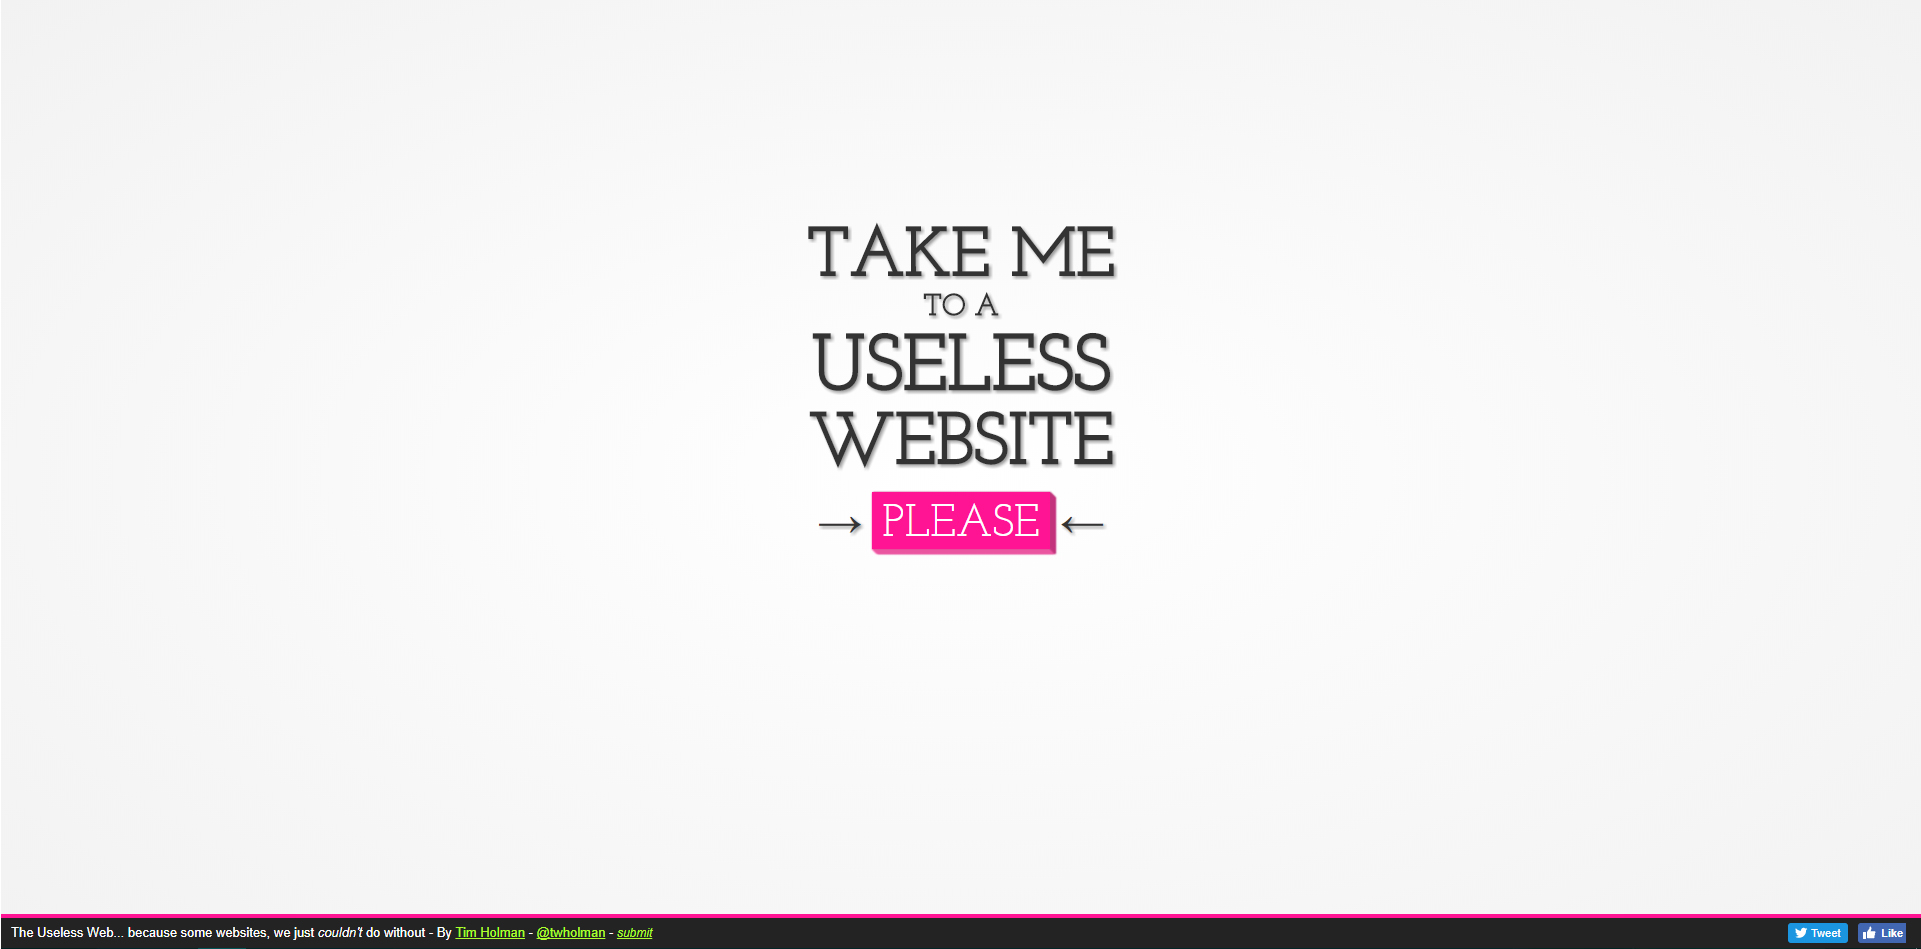 TAKE ME
TO A
USELESS
WEBSITE
→ PLEASE ←
The Useless Web... because some websites, we just couldn't do without - By Tim Holman - @twholman - submit
Tweet
Like